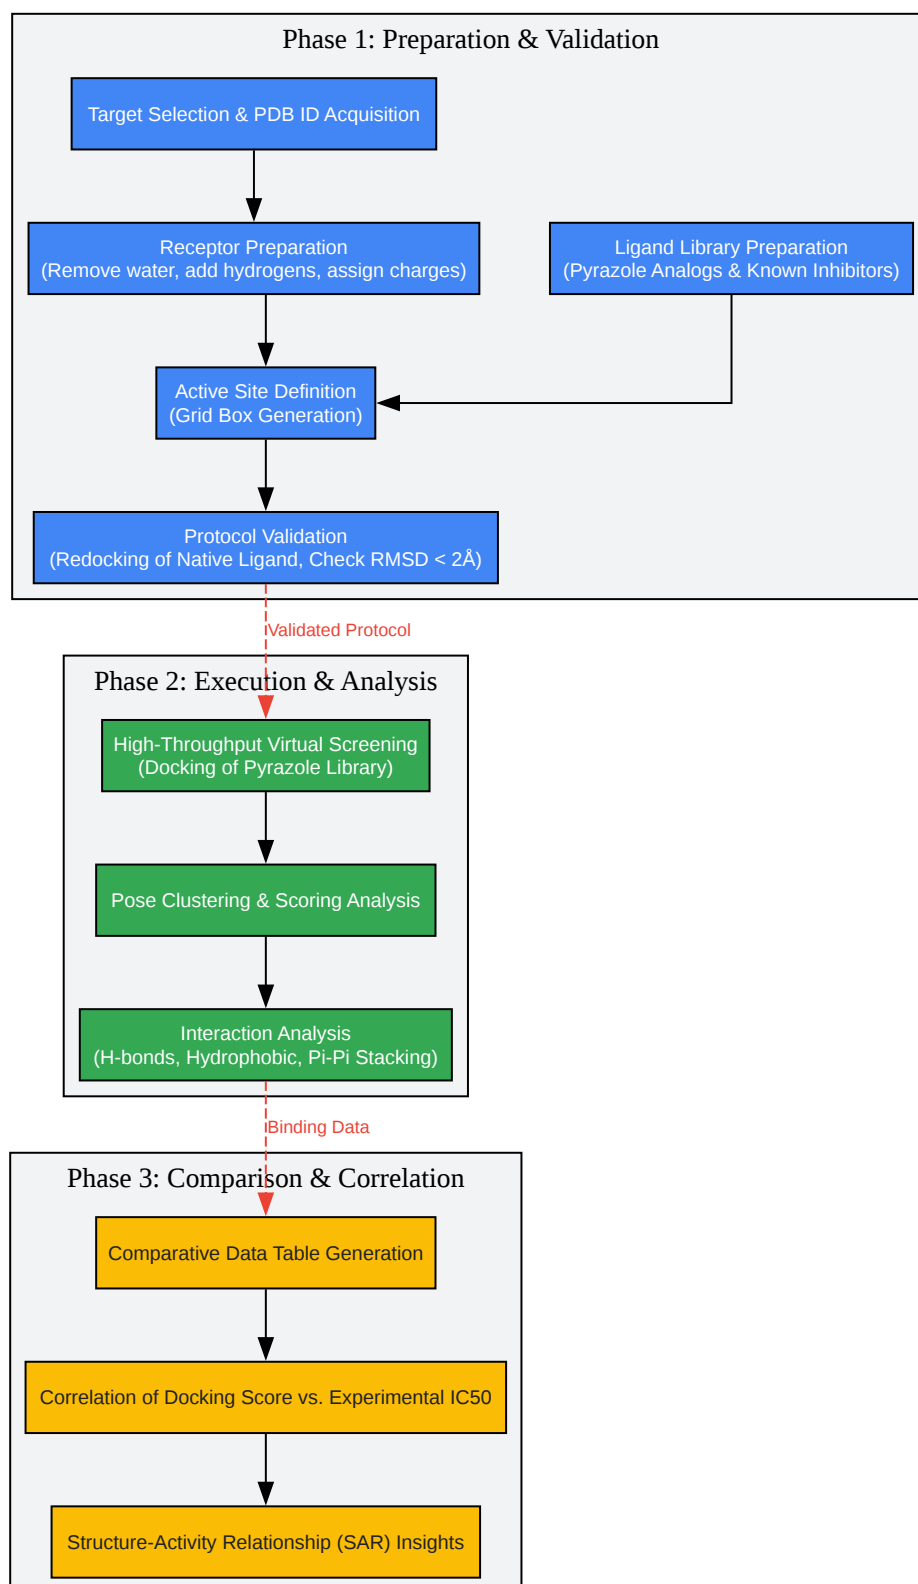 Phase 1: Preparation & Validation
Target Selection & PDB ID Acquisition
Receptor Preparation
(Remove water, add hydrogens, assign charges)
Ligand Library Preparation
(Pyrazole Analogs & Known Inhibitors)
Active Site Definition
(Grid Box Generation)
Protocol Validation
(Redocking of Native Ligand, Check RMSD < 2Å)
Validated Protocol
Phase 2: Execution & Analysis
High-Throughput Virtual Screening
(Docking of Pyrazole Library)
Pose Clustering & Scoring Analysis
Interaction Analysis
(H-bonds, Hydrophobic, Pi-Pi Stacking)
Binding Data
Phase 3: Comparison & Correlation
Comparative Data Table Generation
Correlation of Docking Score vs. Experimental IC50
Structure-Activity Relationship (SAR) Insights